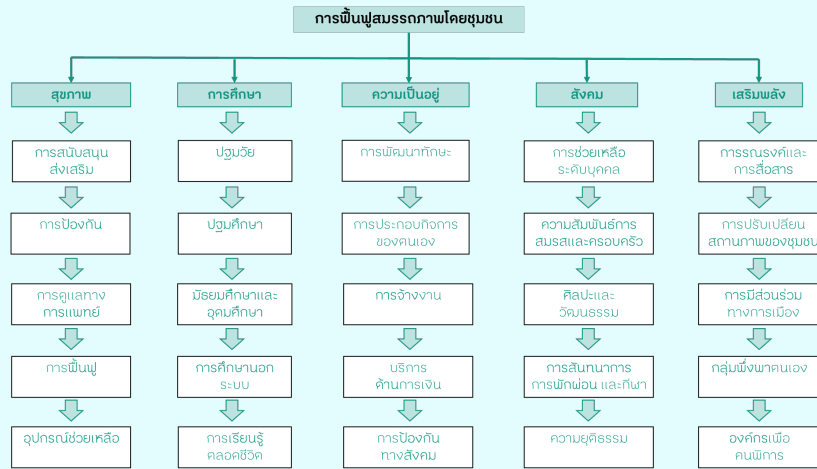 การฟื้นฟูสมรรถภาพโดยชุมชน
สุขภาพ
การสนับสนุน
ส่งเสริม
การป้องกัน
การดูแลทาง
การแพทย์
การฟื้นฟู
อุปกรณ์ช่วยเหลือ
การศึกษา
ปฐมวัย
ปฐมศึกษา
มัธยมศึกษาและ
อุดมศึกษา
การศึกษานอก
ระบบ
การเรียนรู้
ตลอดชีวิต
ความเป็นอยู่
การพัฒนาทักษะ
การประกอบกิจการ
ของตนเอง
การจ้างงาน
บริการ
ด้านการเงิน
การป้องกัน
ทางสังคม
สังคม
การช่วยเหลือ
ระดับบุคคล
ความสัมพันธ์การ
สมรสและครอบครัว
ศิลปะและ
วัฒนธรรม
การสันทนาการ
การพักผ่อน และกีฬา
ความยุติธรรม
เสริมพลัง
การรณรงค์และ
การสื่อสาร
การปรับเปลี่ยน
สถานภาพของชุมชน
การมีส่วนร่วม
ทางการเมือง
กลุ่มพึ่งพาตนเอง
องค์กรเพื่อ
คนพิการ